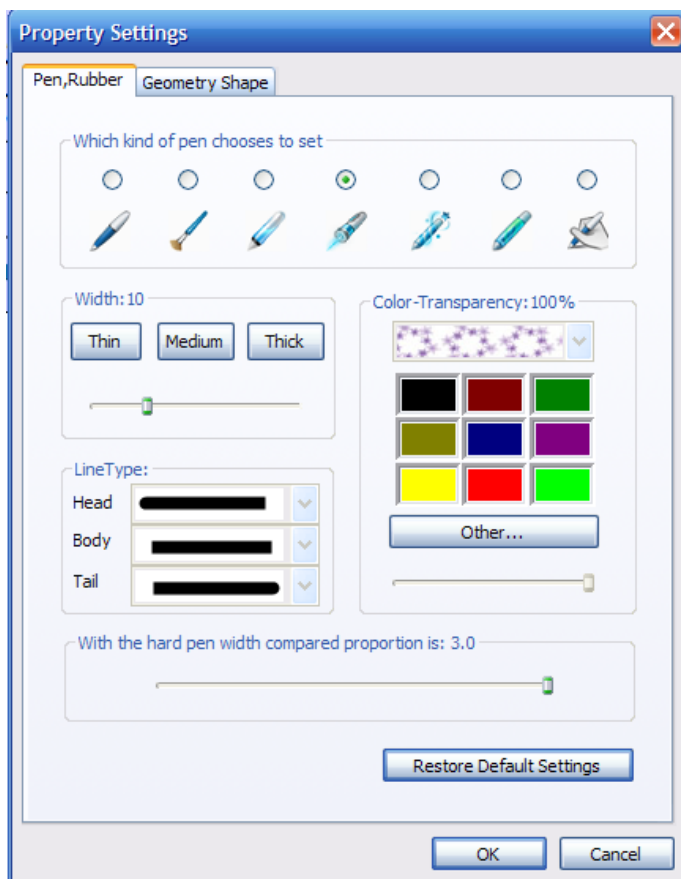 Property Settings
Pen,Rubber
Geometry Shape
Which kind of pen chooses to set
Width:10
Thin
Medium
Thick
Color-Transparency:100%
LineType:
Head
Body
Tail
Other...
With the hard pen width compared proportion is: 3.0
Restore Default Settings
OK
Cancel